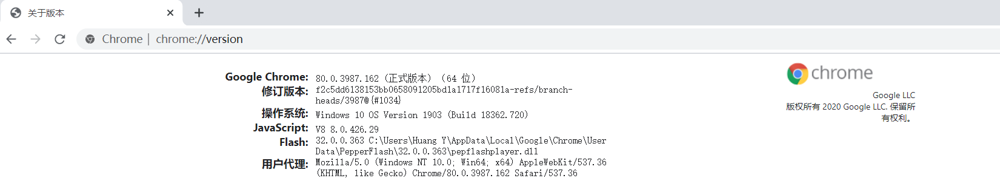 关于版本
Chrome | chrome://version
chrome
Google LLC
版权所有 2020 Google LLC. 保留所
有权利。
Google Chrome: 80.0.3987.162 (正式版本) (64 位)
修订版本: f2c5dd6138153bb0658091205bd1a1717f16081a-refs/branch-
heads/3987@{#1034}
操作系统: Windows 10 OS Version 1903 (Build 18362.720)
JavaScript: V8 8.0.426.29
Flash: 32.0.0.363 C:\Users\Huang Y\AppData\Local\Google\Chrome\User
Data\PepperFlash\32.0.0.363\pepflashplayer.dll
用户代理: Mozilla/5.0 (Windows NT 10.0; Win64; x64) AppleWebKit/537.36
(KHTML, like Gecko) Chrome/80.0.3987.162 Safari/537.36